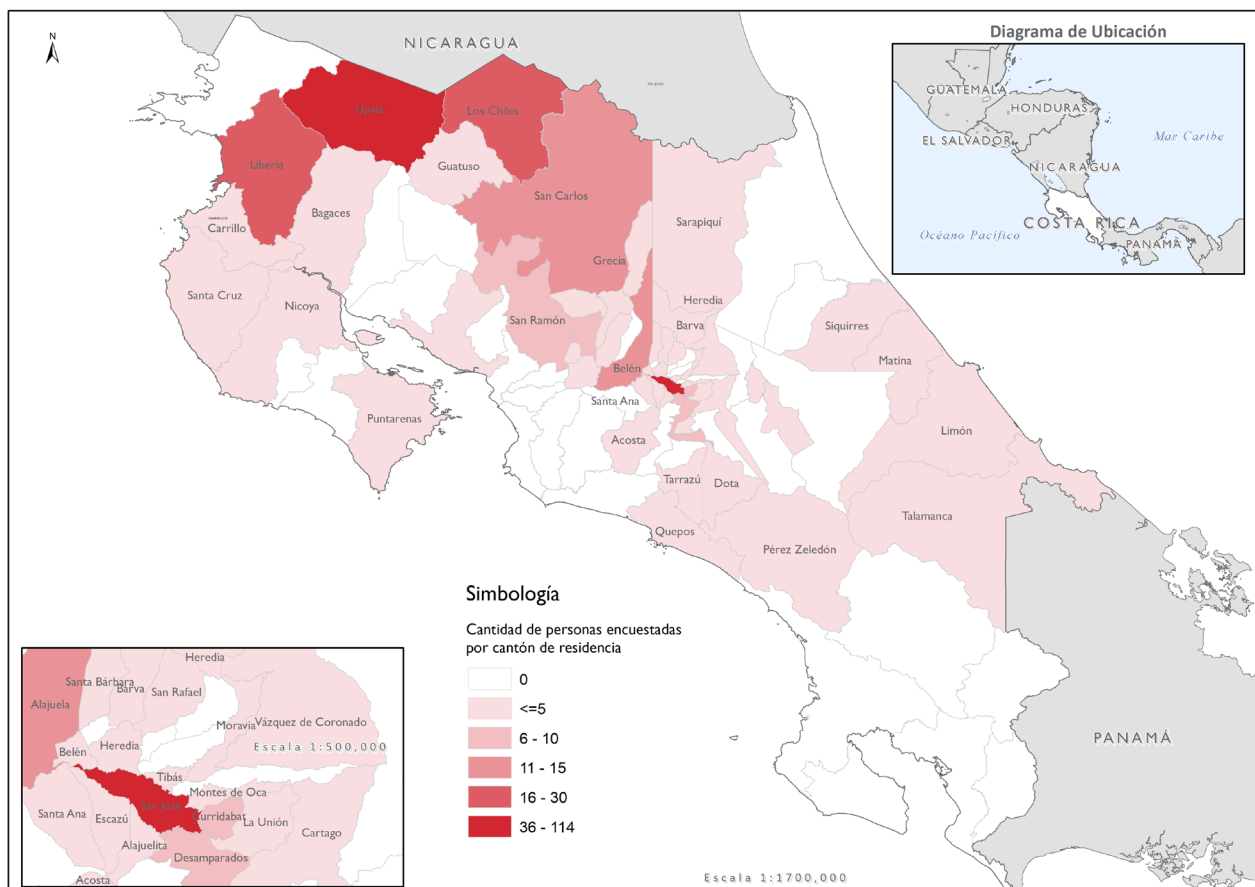 N
NICARAGUA
Diagrama de Ubicación
GUATEMALA
HONDURAS
EL SALVADOR
NICARAGUA
Mar Caribe
COSTA RICA
Océano Pacífico
PANAMÁ
Upala
Los Chiles
Liberia
Guatuso
San Carlos
Bagaces
Carrillo
Sarapiquí
Grecia
Santa Cruz
Nicoya
Heredia
San Ramón
Barva
Siquirres
Matina
Belén
Santa Ana
Puntarenas
Acosta
Limón
Tarrazú
Dota
Talamanca
Quepos
Pérez Zeledón
PANAMÁ
Simbología
Cantidad de personas encuestadas
por cantón de residencia
0
<=5
6 - 10
11 - 15
16 - 30
36 - 114
Escala 1:1700,000
Heredia
Santa Bárbara
Barva
San Rafael
Alajuela
Moravia
Vázquez de Coronado
Belén
Heredia
Escala 1:500,000
Tibás
Montes de Oca
Santa Ana
San José
Escazú
Curridabat
La Unión
Cartago
Alajuelita
Desamparados
Acosta